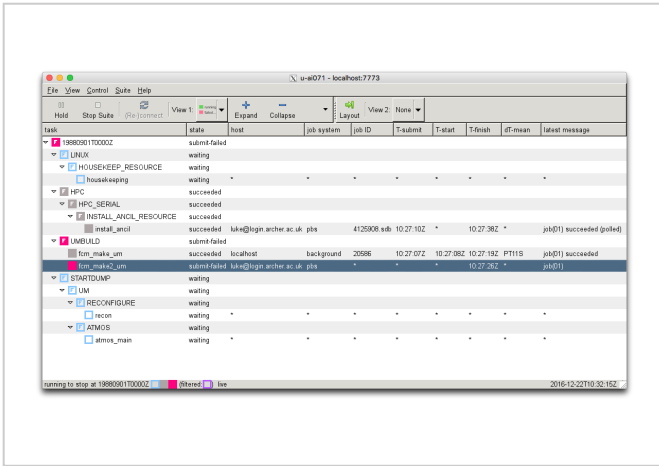 u-ai071 - localhost:7773
File View Control Suite Help
Hold Stop Suite (Re-)connect View 1: running failed Expand Collapse Layout View 2: None
task state host job system job ID T-submit T-start T-finish dT-mean latest message
F 19880901T0000Z submit-failed
F LINUX waiting
F HOUSEKEEP_RESOURCE waiting
housekeeping waiting * * * * * * * *
F HPC succeeded
F HPC_SERIAL succeeded
F INSTALL_ANCIL_RESOURCE succeeded
install_ancil succeeded luke@login.archer.ac.uk pbs 4125908.sdb 10:27:10Z * 10:27:38Z * job(01) succeeded (polled)
F UMBUILD submit-failed
fcm_make_um succeeded localhost background 20586 10:27:07Z 10:27:08Z 10:27:19Z PT11S job(01) succeeded
fcm_make2_um submit-failed luke@login.archer.ac.uk pbs * * * 10:27:26Z * job(01)
F STARTDUMP waiting
F UM waiting
F RECONFIGURE waiting
recon waiting * * * * * * * *
F ATMOS waiting
atmos_main waiting * * * * * * * *
running to stop at 19880901T0000Z (filtered: ) live 2016-12-22T10:32:15Z